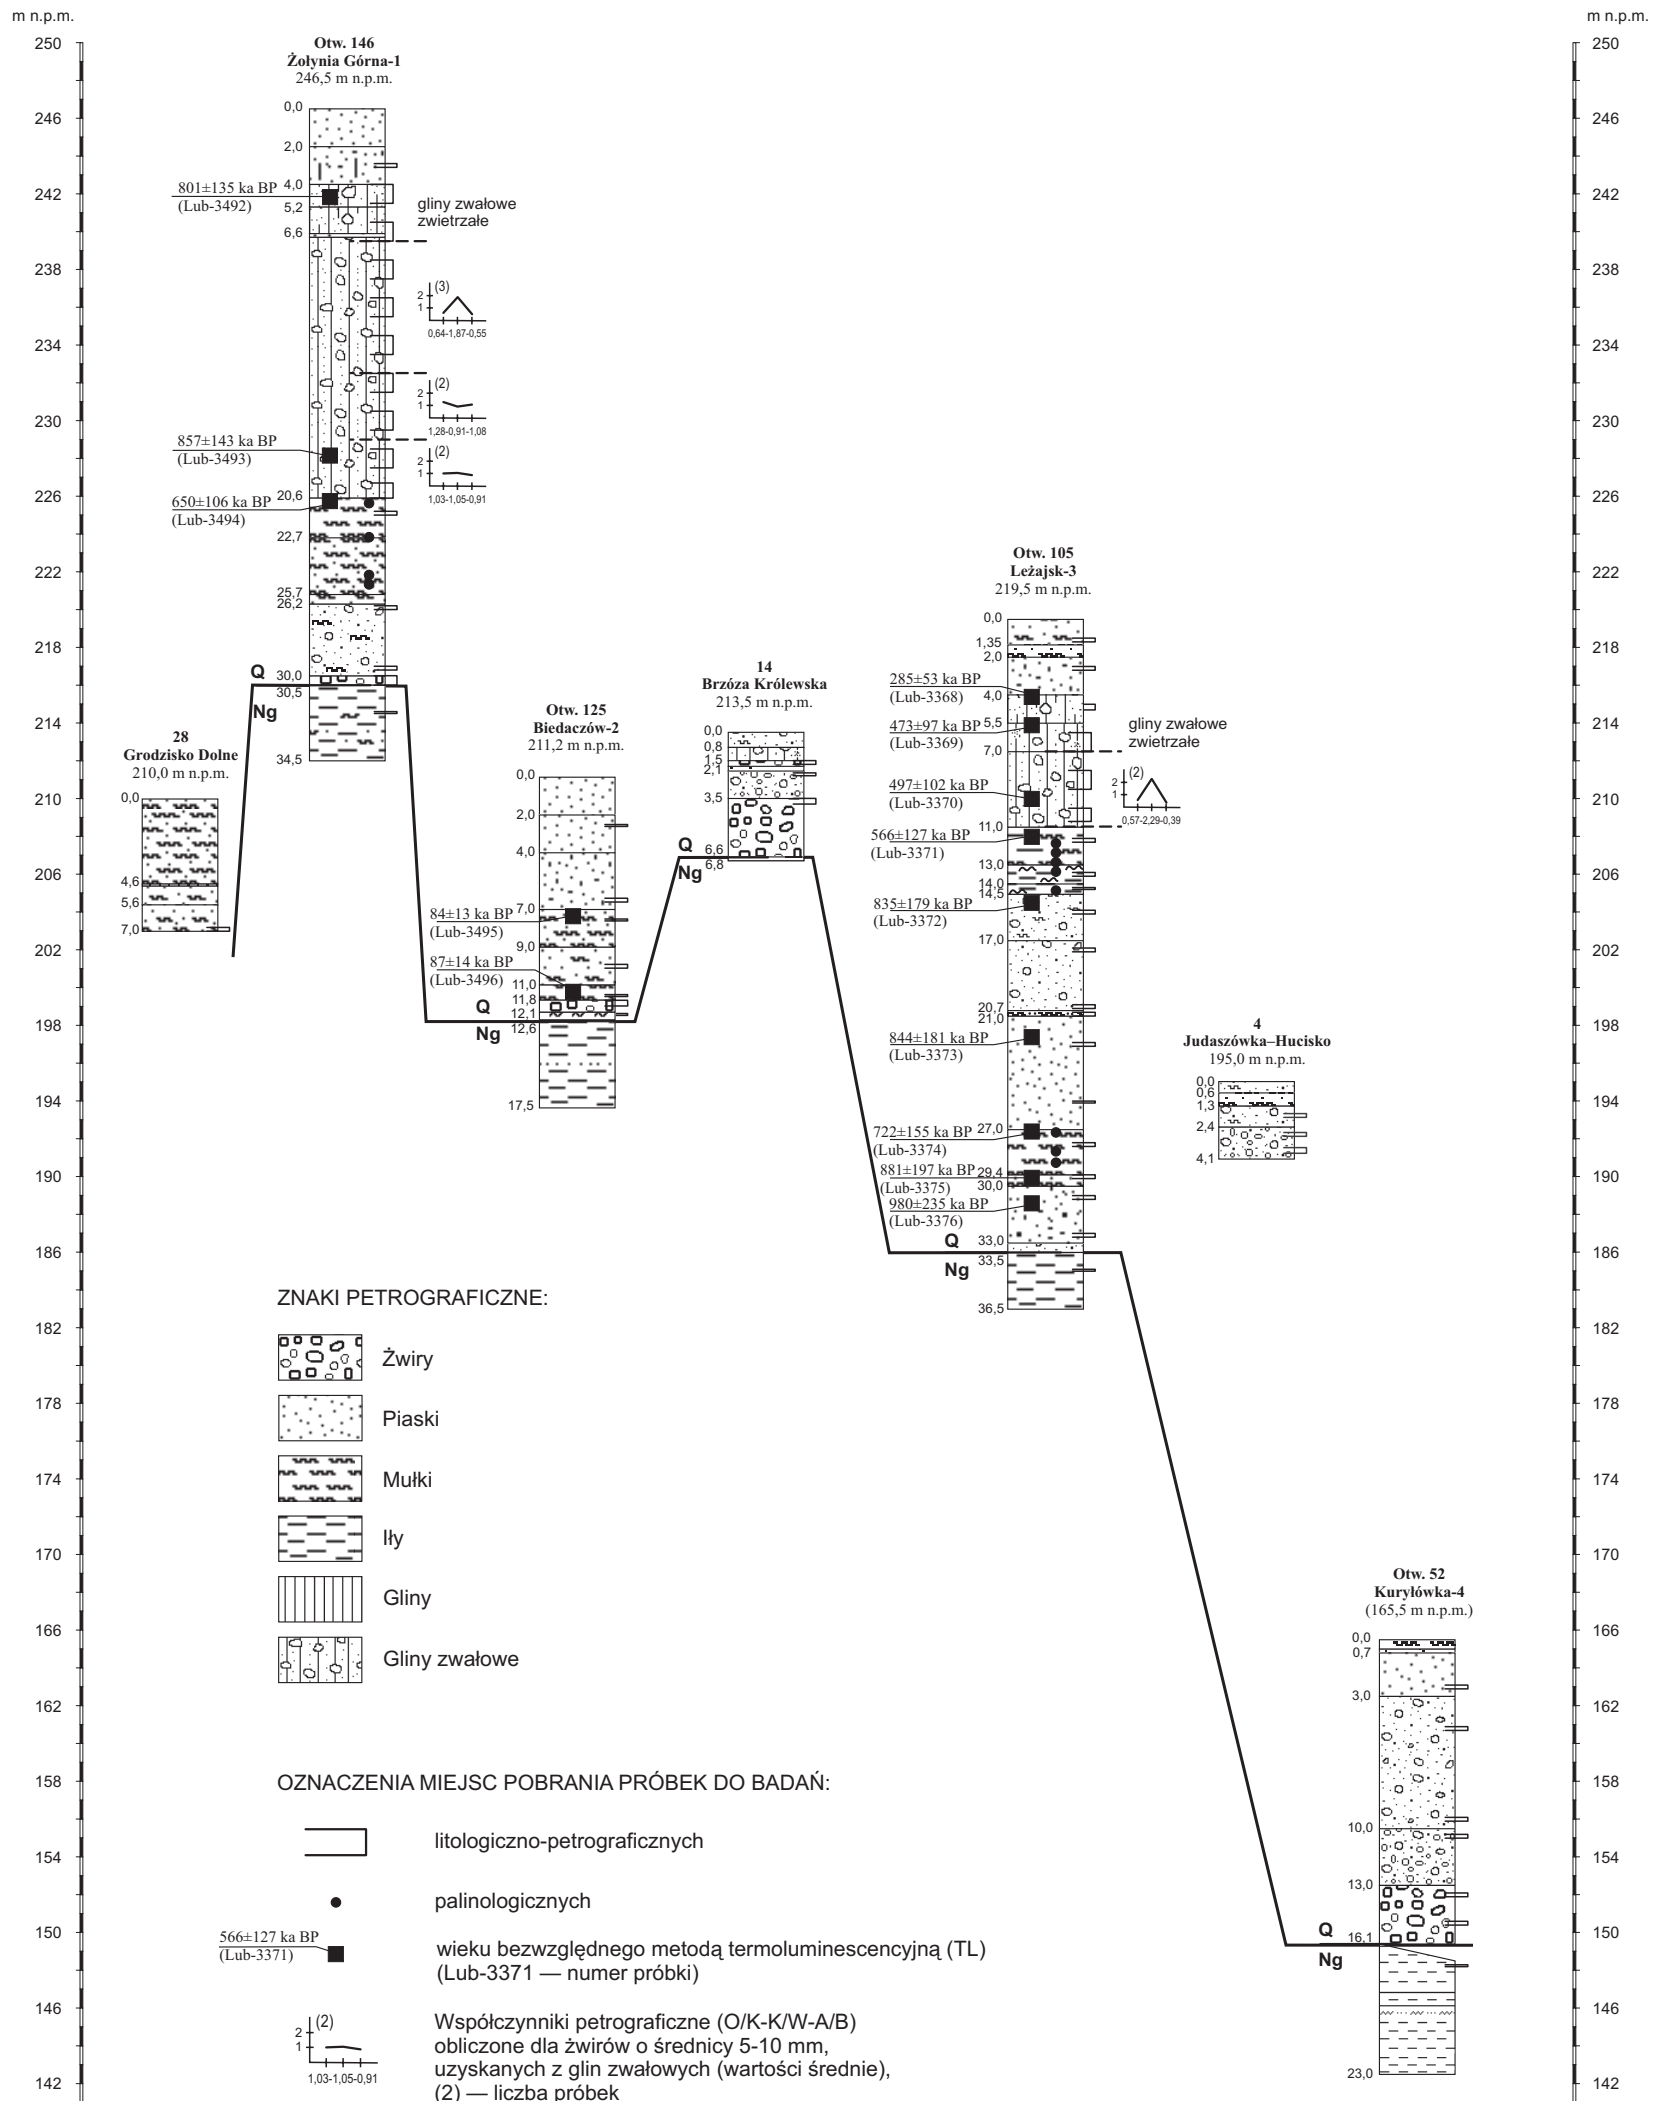 m n.p.m.
m n.p.m.
250
246
242
238
234
230
226
222
218
214
210
206
202
198
194
190
186
182
178
174
170
166
162
158
154
150
146
142
Otw. 146
Żołynia Górna-1
246,5 m n.p.m.
0,0
2,0
4,0
5,2
6,6
20,6
22,7
25,7
26,2
30,0
30,5
34,5
801±135 ka BP
(Lub-3492)
857±143 ka BP
(Lub-3493)
650±106 ka BP
(Lub-3494)
gliny zwałowe
zwietrzałe
(3)
2
1
0,64-1,87-0,55
(2)
2
1
1,28-0,91-1,08
(2)
2
1
1,03-1,05-0,91
Q
Ng
28
Grodzisko Dolne
210,0 m n.p.m.
0,0
4,6
5,6
7,0
Otw. 125
Biedaczów-2
211,2 m n.p.m.
0,0
2,0
4,0
7,0
9,0
11,0
11,8
12,1
12,6
17,5
84±13 ka BP
(Lub-3495)
87±14 ka BP
(Lub-3496)
Q
Ng
14
Brzóza Królewska
213,5 m n.p.m.
0,0
0,8
1,5
2,1
3,5
6,6
6,8
Q
Ng
Otw. 105
Leżajsk-3
219,5 m n.p.m.
0,0
1,35
2,0
4,0
5,5
7,0
11,0
13,0
14,0
14,5
17,0
20,7
21,0
27,0
29,4
30,0
33,0
33,5
36,5
285±53 ka BP
(Lub-3368)
473±97 ka BP
(Lub-3369)
497±102 ka BP
(Lub-3370)
566±127 ka BP
(Lub-3371)
835±179 ka BP
(Lub-3372)
844±181 ka BP
(Lub-3373)
722±155 ka BP
(Lub-3374)
881±197 ka BP
(Lub-3375)
980±235 ka BP
(Lub-3376)
gliny zwałowe
zwietrzałe
(2)
2
1
0,57-2,29-0,39
Q
Ng
4
Judaszówka–Hucisko
195,0 m n.p.m.
0,0
0,6
1,3
2,4
4,1
Otw. 52
Kuryłówka-4
(165,5 m n.p.m.)
0,0
0,7
3,0
10,0
13,0
16,1
23,0
Q
Ng
ZNAKI PETROGRAFICZNE:
Żwiry
Piaski
Mułki
Iły
Gliny
Gliny zwałowe
OZNACZENIA MIEJSC POBRANIA PRÓBEK DO BADAŃ:
litologiczno-petrograficznych
palinologicznych
566±127 ka BP
(Lub-3371)
wieku bezwzględnego metodą termoluminescencyjną (TL)
(Lub-3371 — numer próbki)
(2)
2
1
1,03-1,05-0,91
Współczynniki petrograficzne (O/K-K/W-A/B)
obliczone dla żwirów o średnicy 5-10 mm,
uzyskanych z glin zwałowych (wartości średnie),
(2) — liczba próbek
250
246
242
238
234
230
226
222
218
214
210
206
202
198
194
190
186
182
178
174
170
166
162
158
154
150
146
142